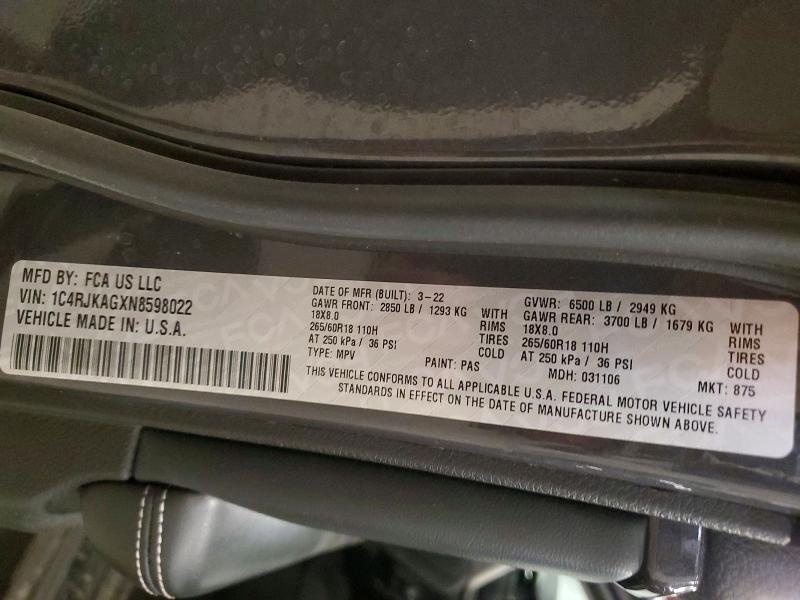 MFD BY: FCA US LLC
VIN: 1C4RJKAGXN8598022
VEHICLE MADE IN: U.S.A.
DATE OF MFR (BUILT): 3-22
GAWR FRONT: 2850 LB / 1293 KG WITH
18X8.0 RIMS
265/60R18 110H TIRES
AT 250 kPa / 36 PSI COLD
TYPE: MPV PAINT: PAS
GVWR: 6500 LB / 2949 KG
GAWR REAR: 3700 LB / 1679 KG WITH
18X8.0 RIMS
265/60R18 110H TIRES
AT 250 kPa / 36 PSI COLD
MDH: 031106 MKT: 875
THIS VEHICLE CONFORMS TO ALL APPLICABLE U.S.A. FEDERAL MOTOR VEHICLE SAFETY
STANDARDS IN EFFECT ON THE DATE OF MANUFACTURE SHOWN ABOVE.